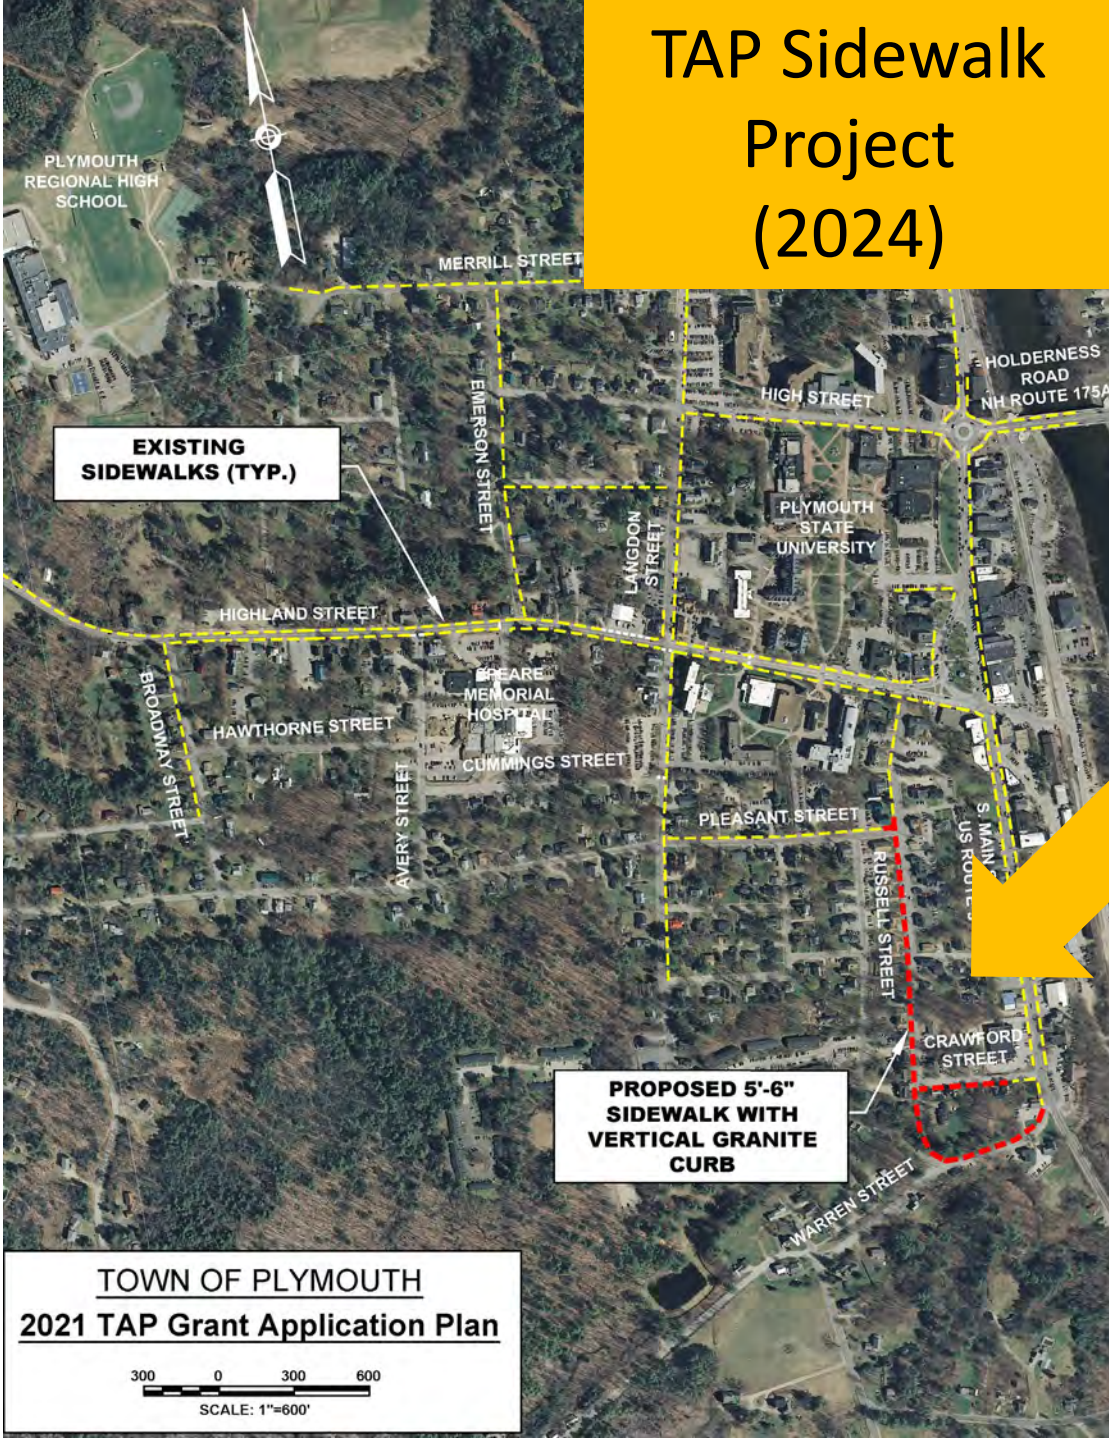 TAP Sidewalk
Project
(2024)
PLYMOUTH
REGIONAL HIGH
SCHOOL
MERRILL STREET
HOLDERNESS
ROAD
NH ROUTE 175A
HIGH STREET
EMERSON STREET
EXISTING
SIDEWALKS (TYP.)
PLYMOUTH
STATE
UNIVERSITY
LANGDON
STREET
HIGHLAND STREET
BROADWAY STREET
SPEARE
MEMORIAL
HOSPITAL
HAWTHORNE STREET
CUMMINGS STREET
AVERY STREET
PLEASANT STREET
S. MAIN
US ROUTE
RUSSELL STREET
CRAWFORD
STREET
PROPOSED 5'-6"
SIDEWALK WITH
VERTICAL GRANITE
CURB
WARREN STREET
TOWN OF PLYMOUTH
2021 TAP Grant Application Plan
300 0 300 600
SCALE: 1"=600'